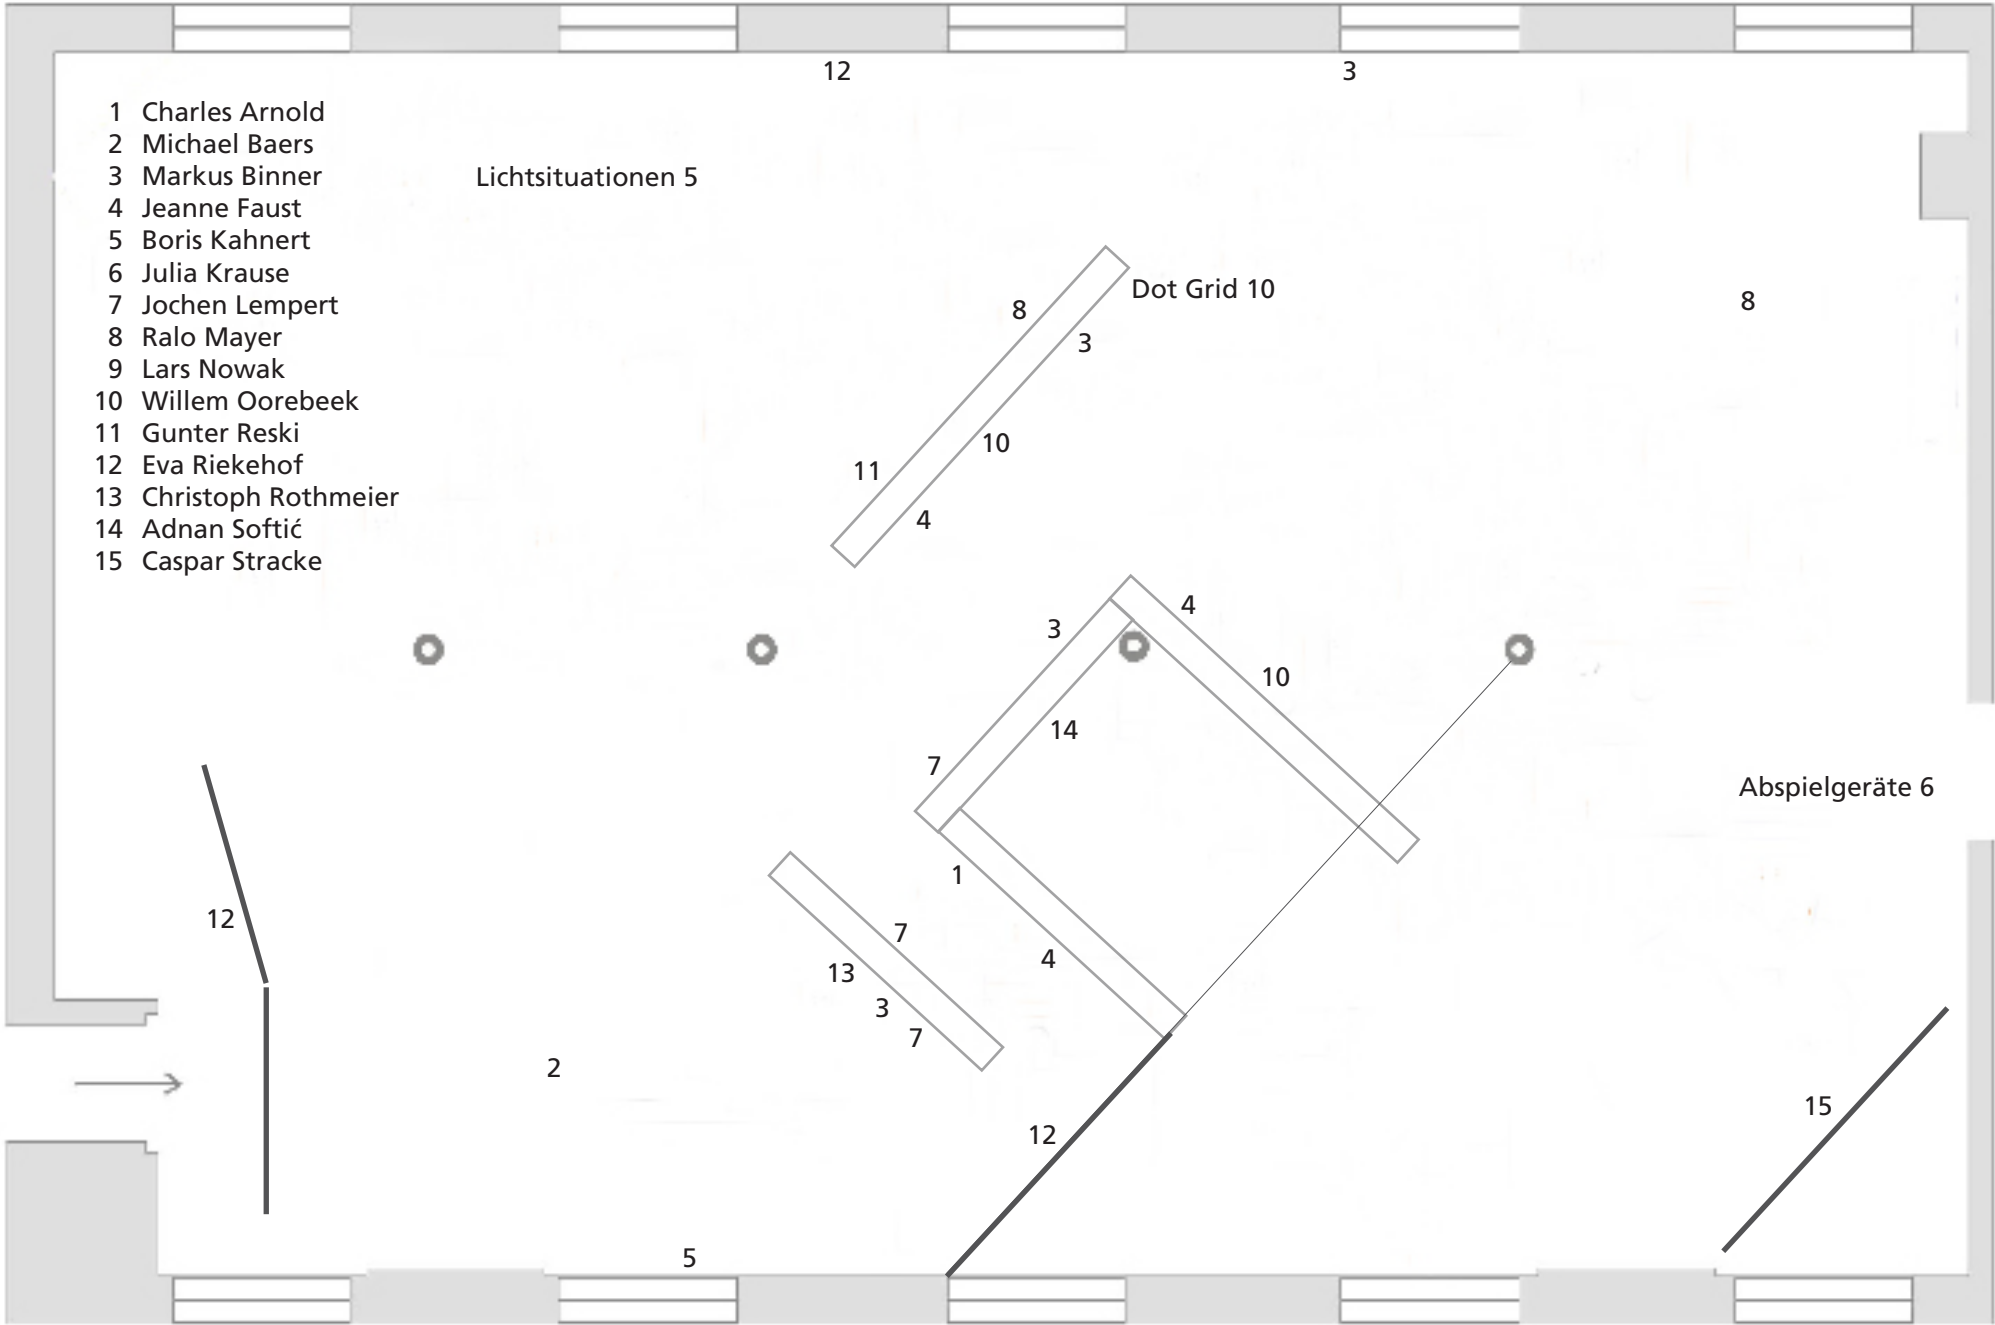 12
3
1 Charles Arnold
2 Michael Baers
3 Markus Binner
4 Jeanne Faust
5 Boris Kahnert
6 Julia Krause
7 Jochen Lempert
8 Ralo Mayer
9 Lars Nowak
10 Willem Oorebeek
11 Gunter Reski
12 Eva Riekehof
13 Christoph Rothmeier
14 Adnan Softić
15 Caspar Stracke
Lichtsituationen 5
Dot Grid 10
8
8
3
10
11
4
4
3
10
14
7
Abspielgeräte 6
1
12
7
4
13
3
7
2
15
12
5